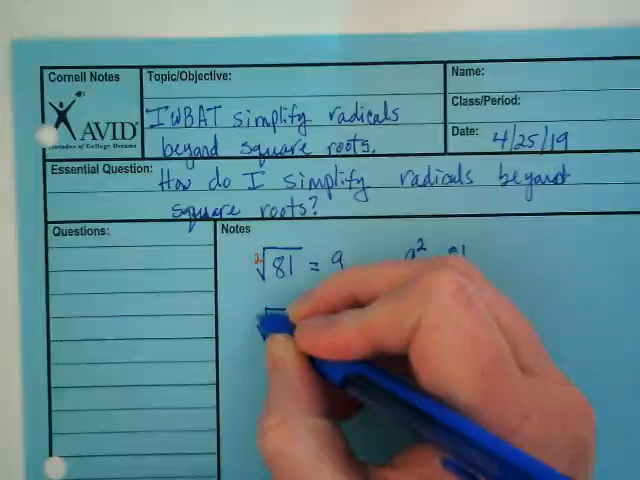 Cornell Notes
Topic/Objective:
Name:
IWBAT simplify radicals
Class/Period:
AVID
beyond square roots.
Date: 4/25/19
Essential Question: How do I simplify radicals beyond
square roots?
Questions:
Notes
²√81 = 9